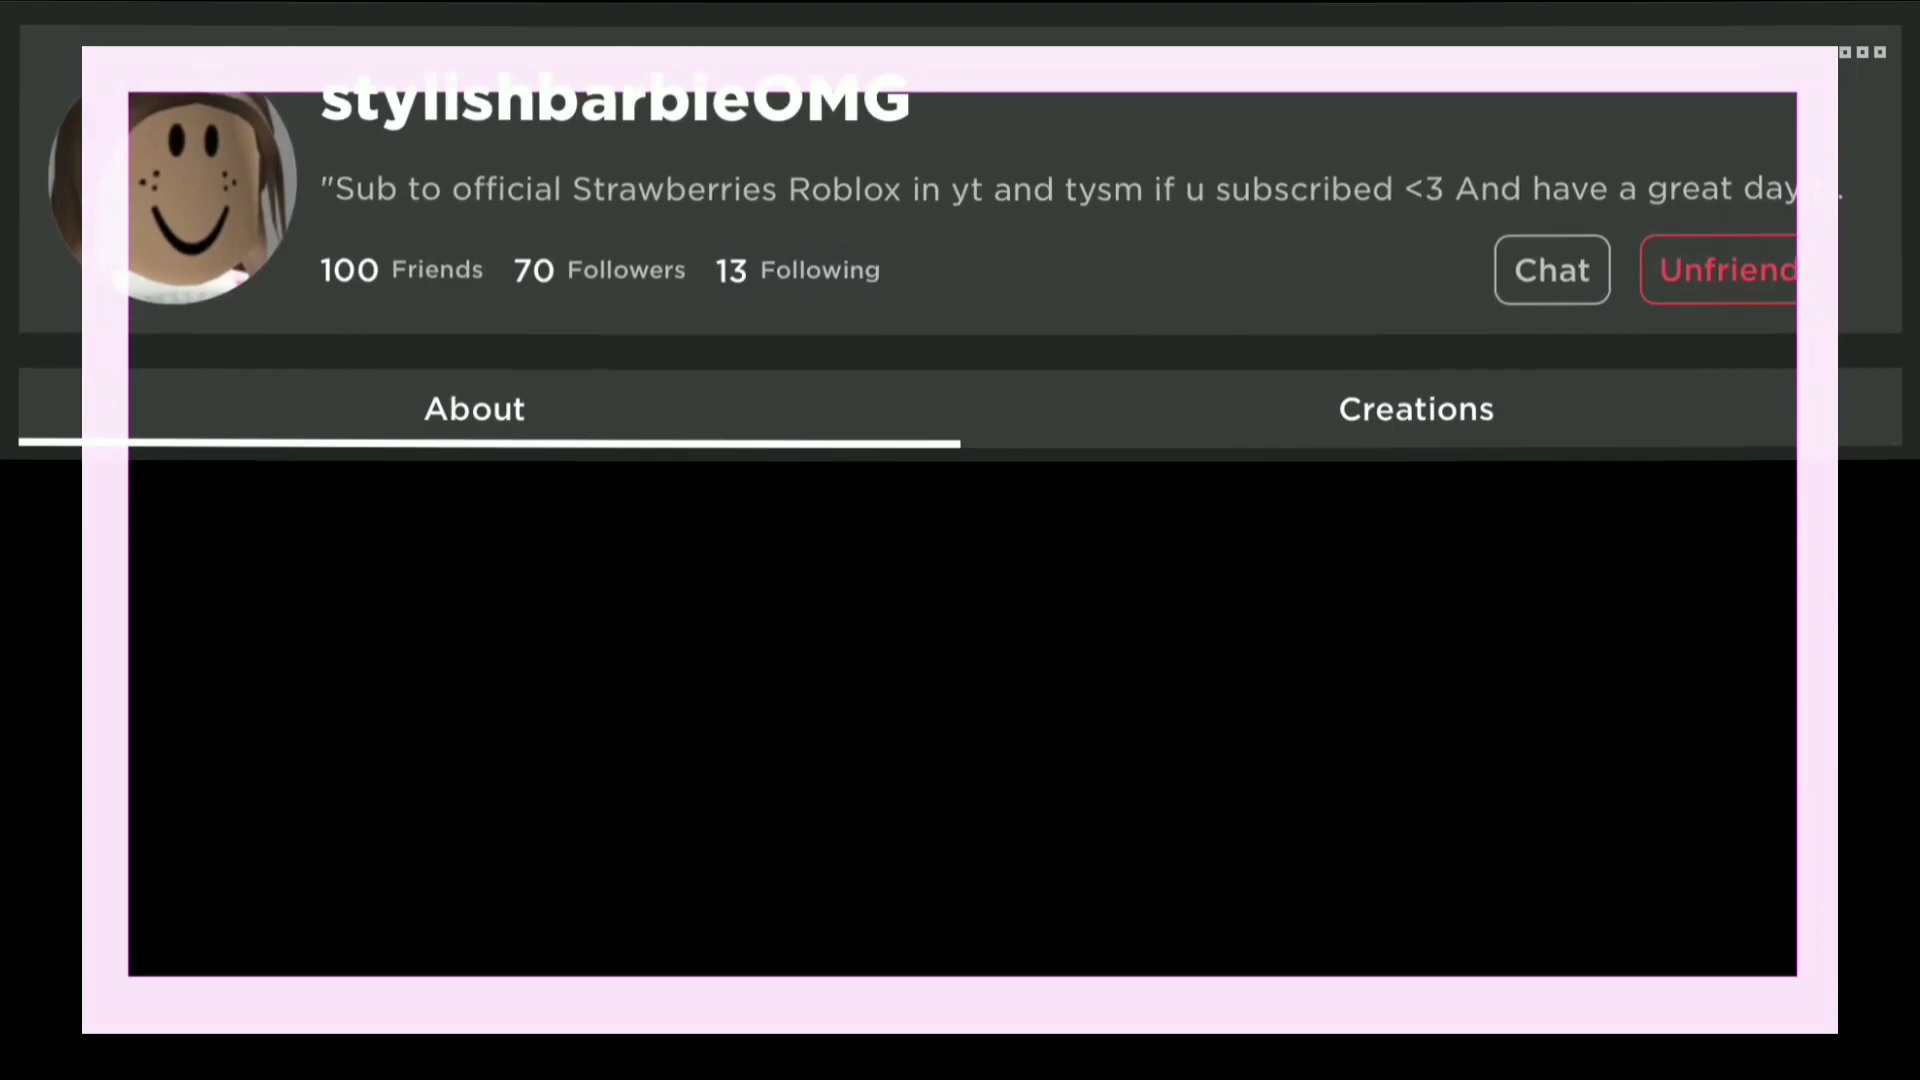 stylishbarbieOMG
"Sub to official Strawberries Roblox in yt and tysm if u subscribed <3 And have a great day
100 Friends 70 Followers 13 Following
Chat Unfriend
About Creations